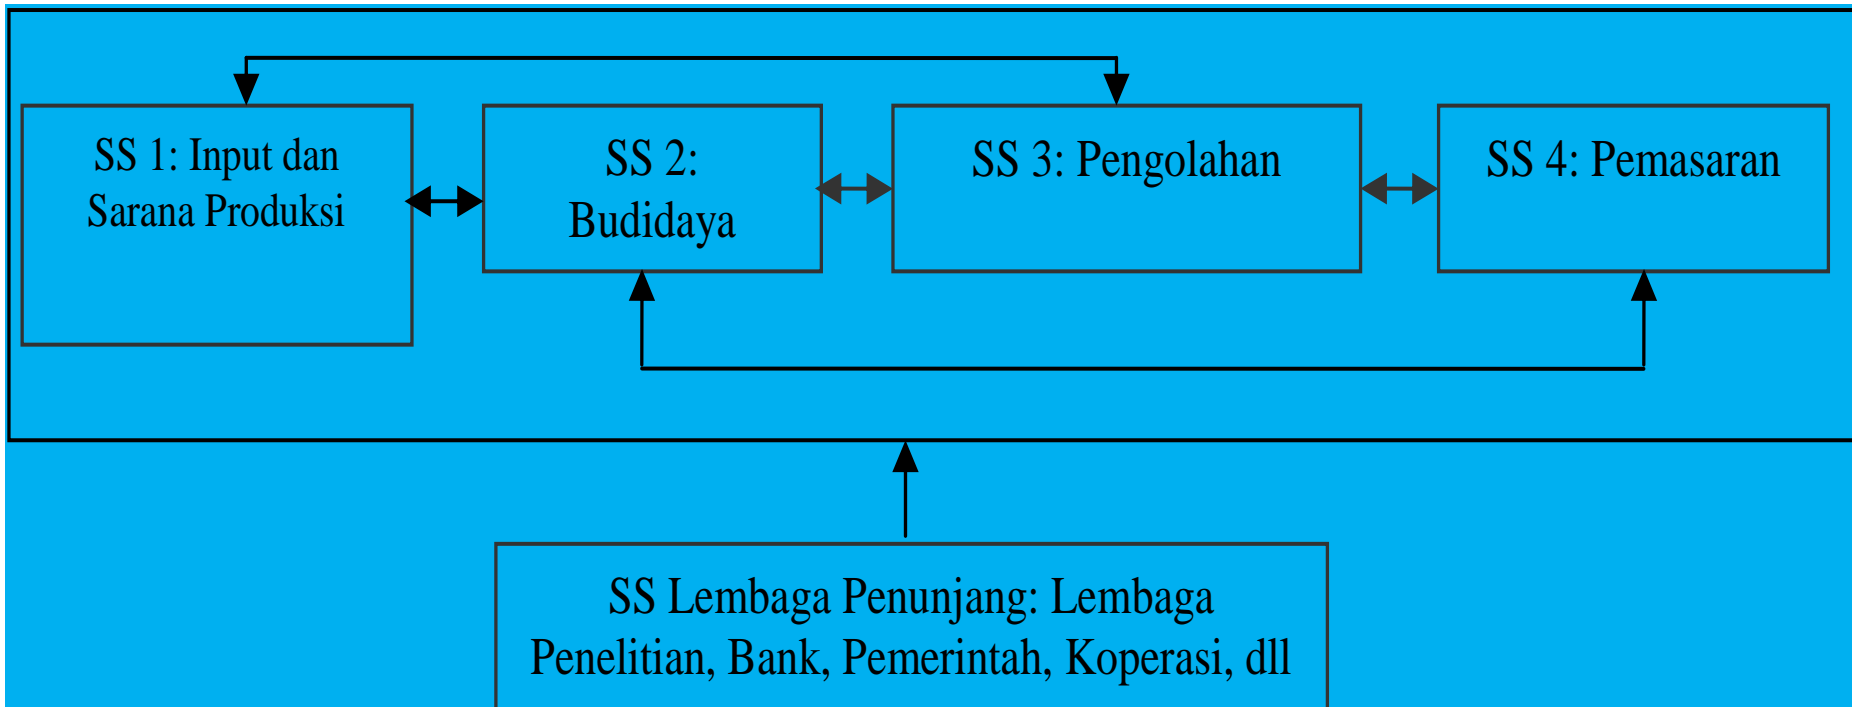 SS 1: Input dan
Sarana Produksi
SS 2:
Budidaya
SS 3: Pengolahan
SS 4: Pemasaran
SS Lembaga Penunjang: Lembaga
Penelitian, Bank, Pemerintah, Koperasi, dll